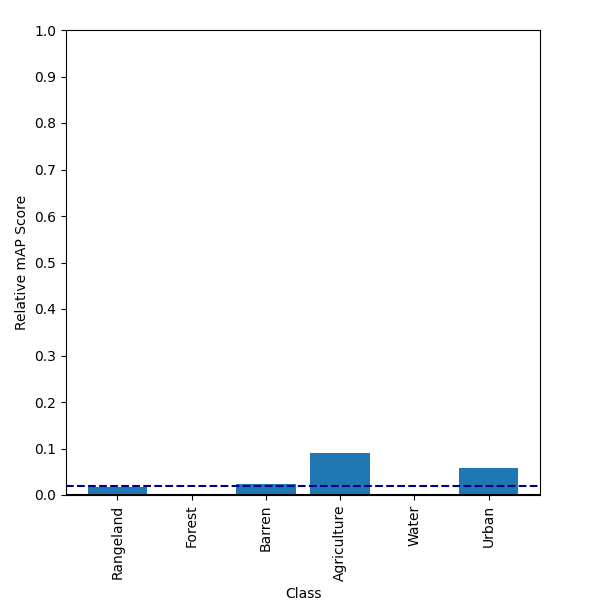 1.0
0.9
0.8
0.7
0.6
0.5
0.4
0.3
0.2
0.1
0.0
Relative mAP Score
Rangeland
Forest
Barren
Agriculture
Water
Urban
Class